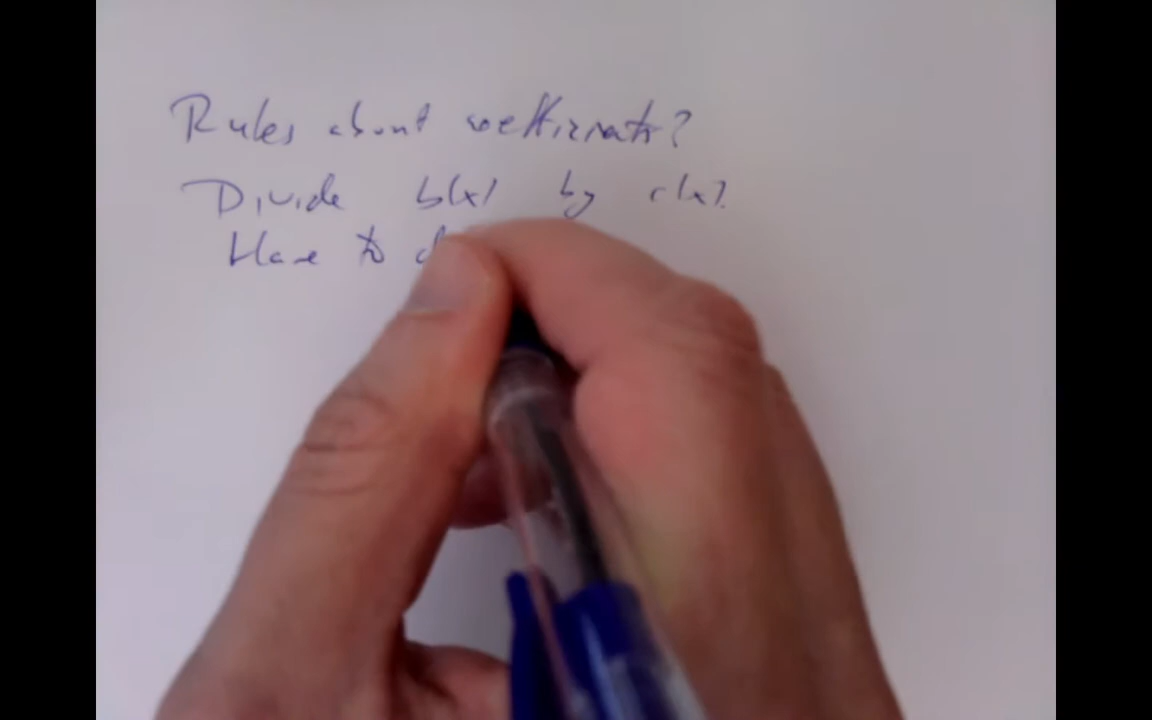 Rules about coefficients?
Divide b(x) by c(x).
Have to